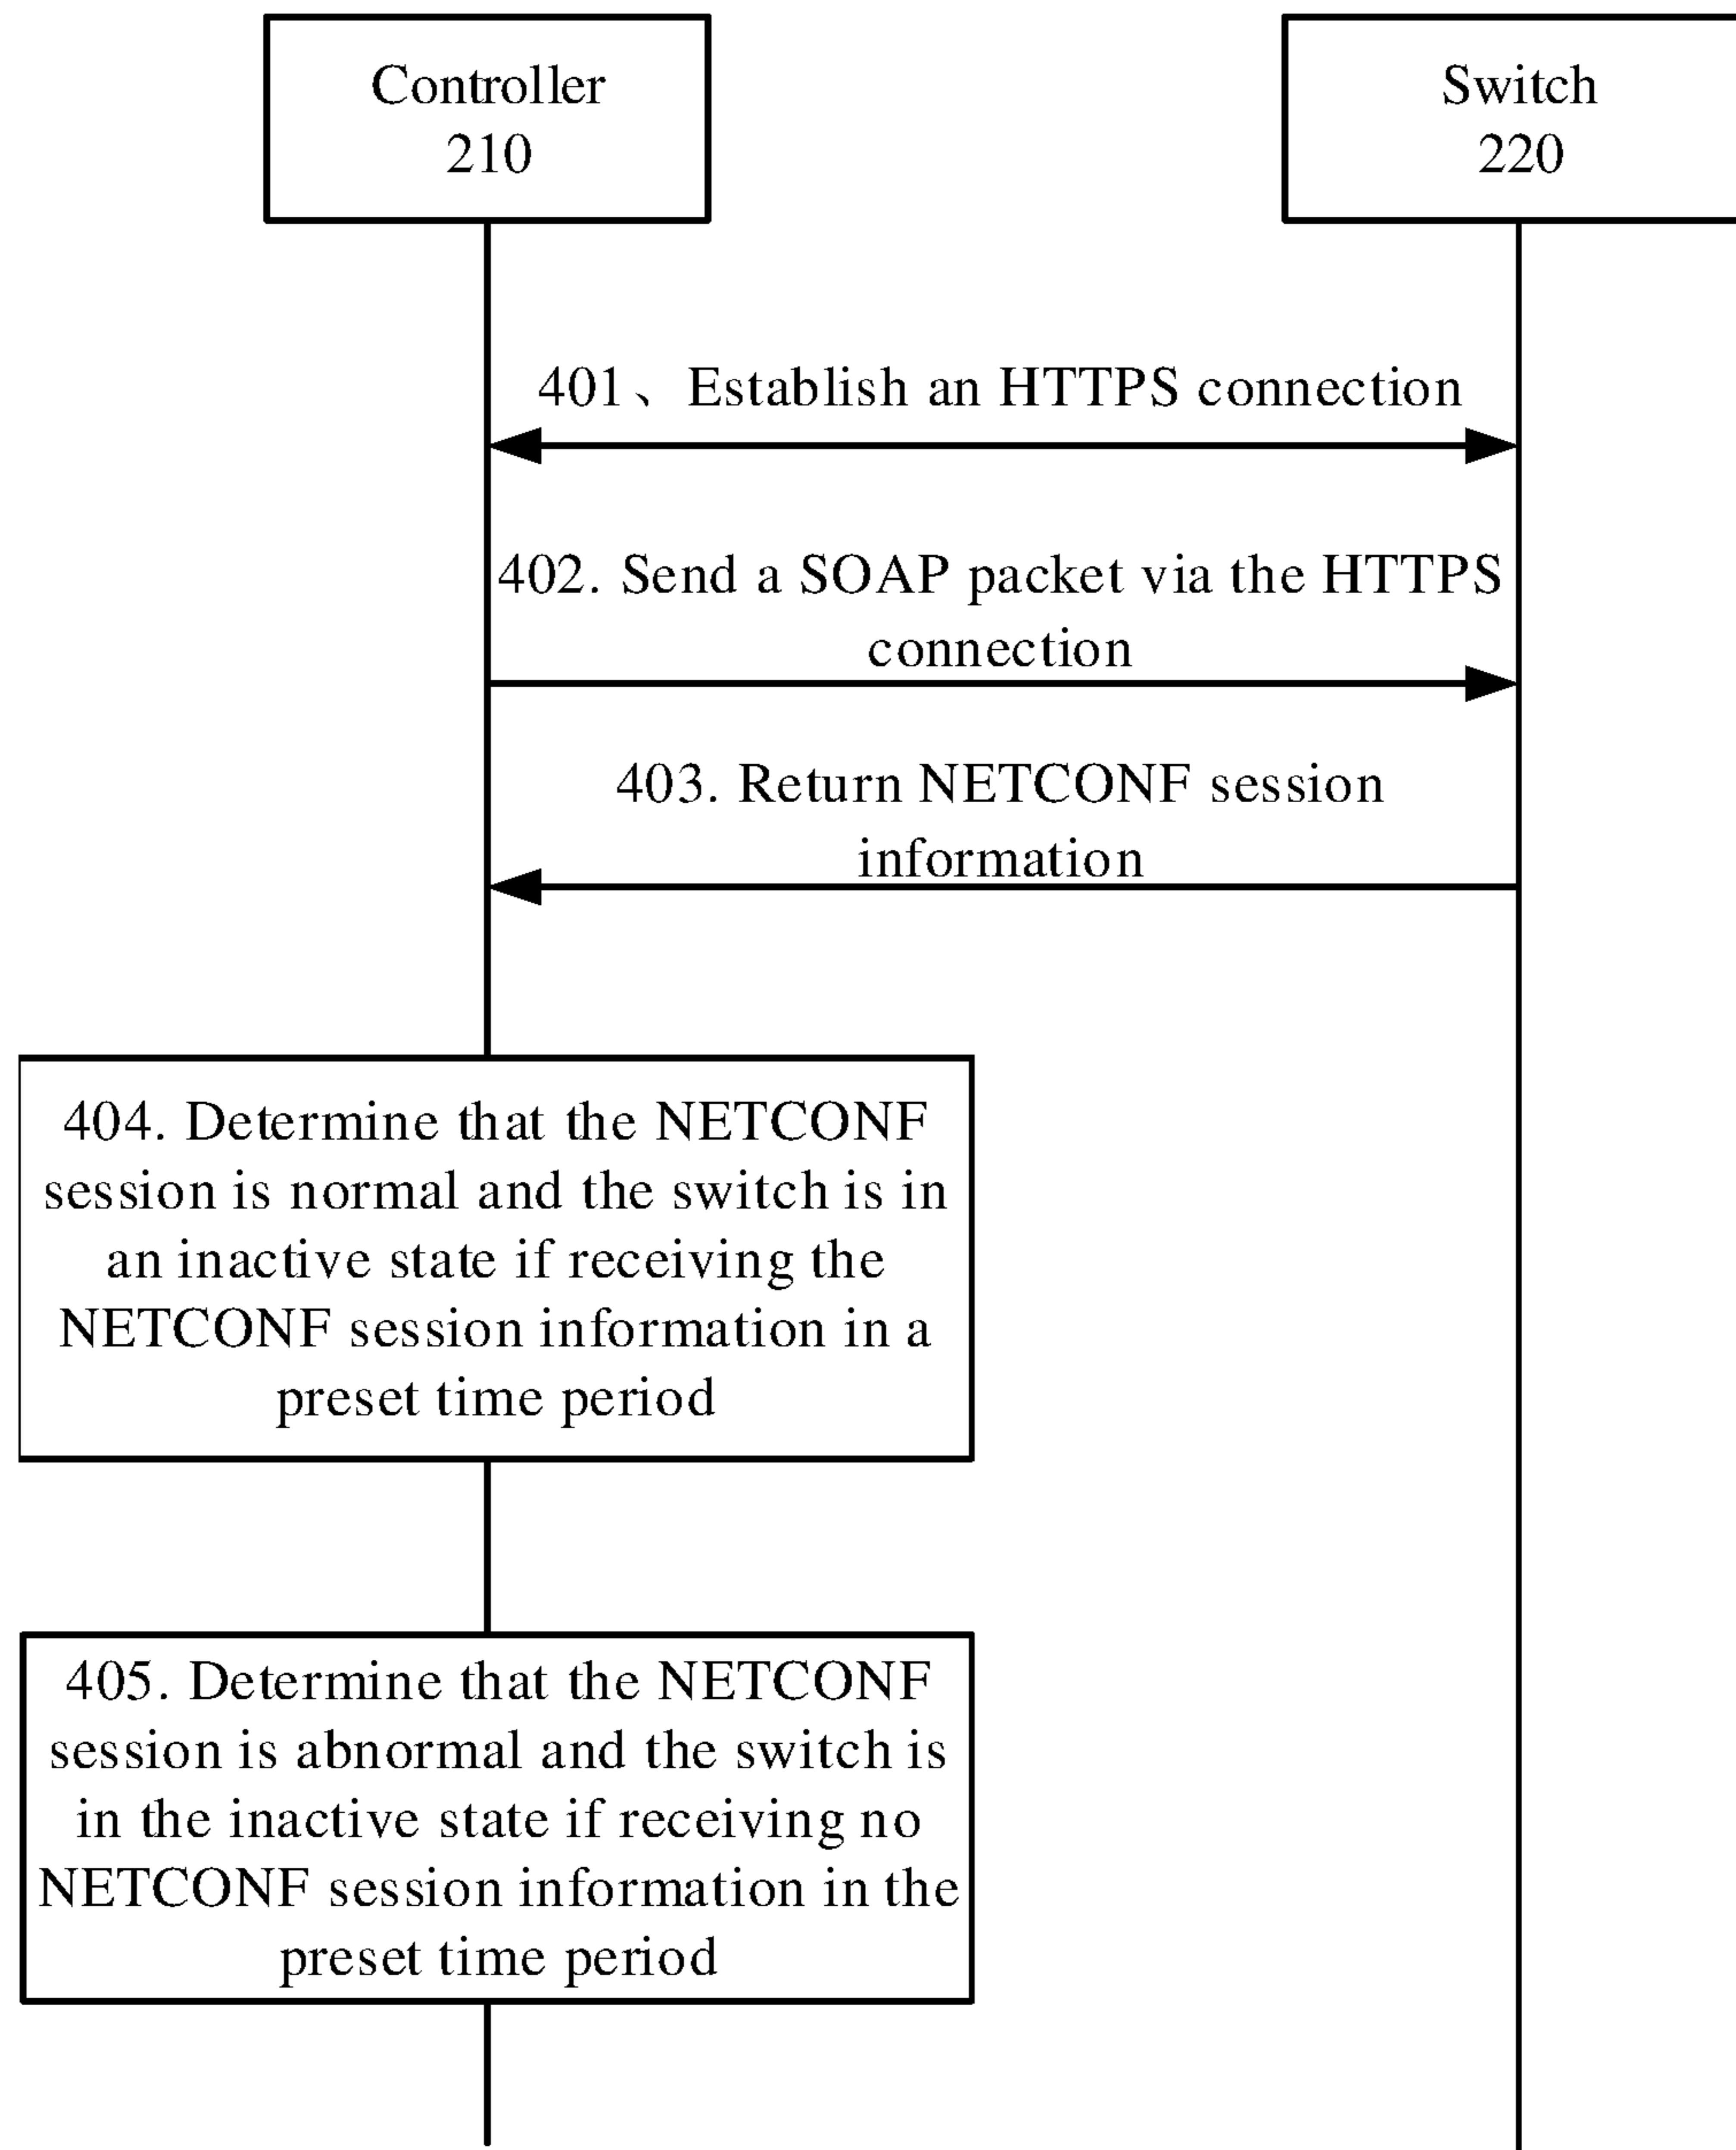 Controller
210
Switch
220
401、Establish an HTTPS connection
402. Send a SOAP packet via the HTTPS
connection
403. Return NETCONF session
information
404. Determine that the NETCONF
session is normal and the switch is in
an inactive state if receiving the
NETCONF session information in a
preset time period
405. Determine that the NETCONF
session is abnormal and the switch is
in the inactive state if receiving no
NETCONF session information in the
preset time period